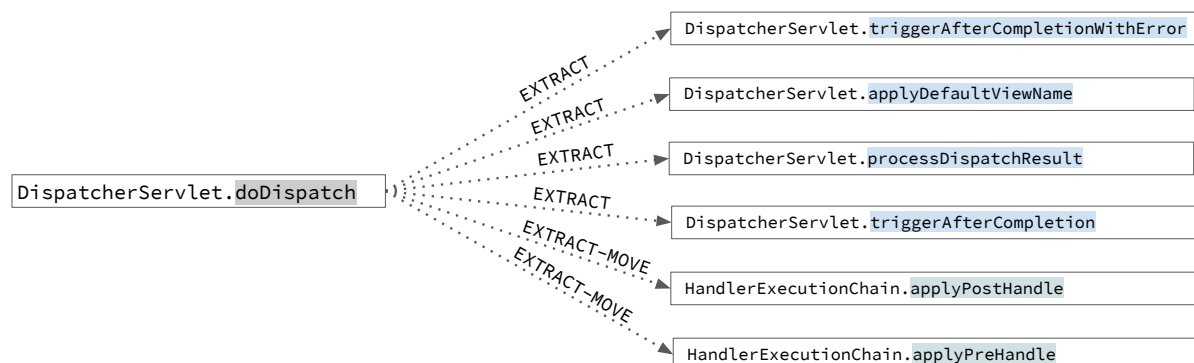 DispatcherServlet.triggerAfterCompletionWithError
EXTRACT
DispatcherServlet.applyDefaultViewName
EXTRACT
DispatcherServlet.processDispatchResult
EXTRACT
DispatcherServlet.doDispatch
EXTRACT
DispatcherServlet.triggerAfterCompletion
EXTRACT-MOVE
HandlerExecutionChain.applyPostHandle
EXTRACT-MOVE
HandlerExecutionChain.applyPreHandle